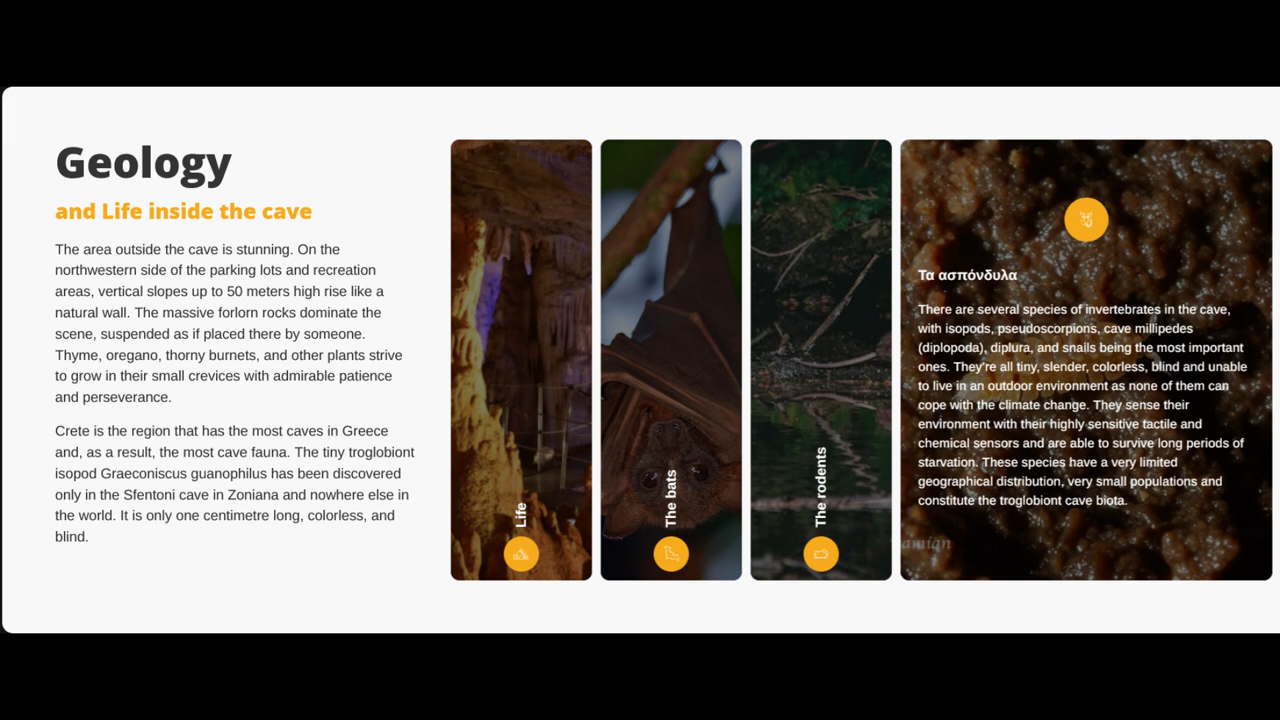 Geology
and Life inside the cave
The area outside the cave is stunning. On the
northwestern side of the parking lots and recreation
areas, vertical slopes up to 50 meters high rise like a
natural wall. The massive forlorn rocks dominate the
scene, suspended as if placed there by someone.
Thyme, oregano, thorny burnets, and other plants strive
to grow in their small crevices with admirable patience
and perseverance.
Crete is the region that has the most caves in Greece
and, as a result, the most cave fauna. The tiny troglobiont
isopod Graeconiscus guanophilus has been discovered
only in the Sfentoni cave in Zoniana and nowhere else in
the world. It is only one centimetre long, colorless, and
blind.
Life
The bats
The rodents
Τα ασπόνδυλα
There are several species of invertebrates in the cave,
with isopods, pseudoscorpions, cave millipedes
(diplopoda), diplura, and snails being the most important
ones. They're all tiny, slender, colorless, blind and unable
to live in an outdoor environment as none of them can
cope with the climate change. They sense their
environment with their highly sensitive tactile and
chemical sensors and are able to survive long periods of
starvation. These species have a very limited
geographical distribution, very small populations and
constitute the troglobiont cave biota.
amian